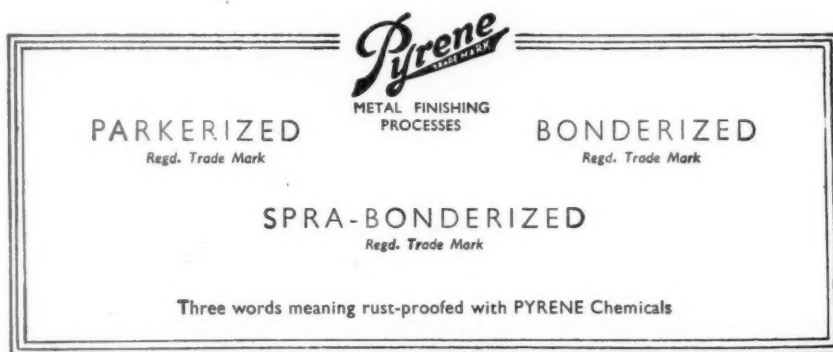 Pyrene
TRADE MARK
METAL FINISHING
PROCESSES
PARKERIZED
Regd. Trade Mark
BONDERIZED
Regd. Trade Mark
SPRA-BONDERIZED
Regd. Trade Mark
Three words meaning rust-proofed with PYRENE Chemicals